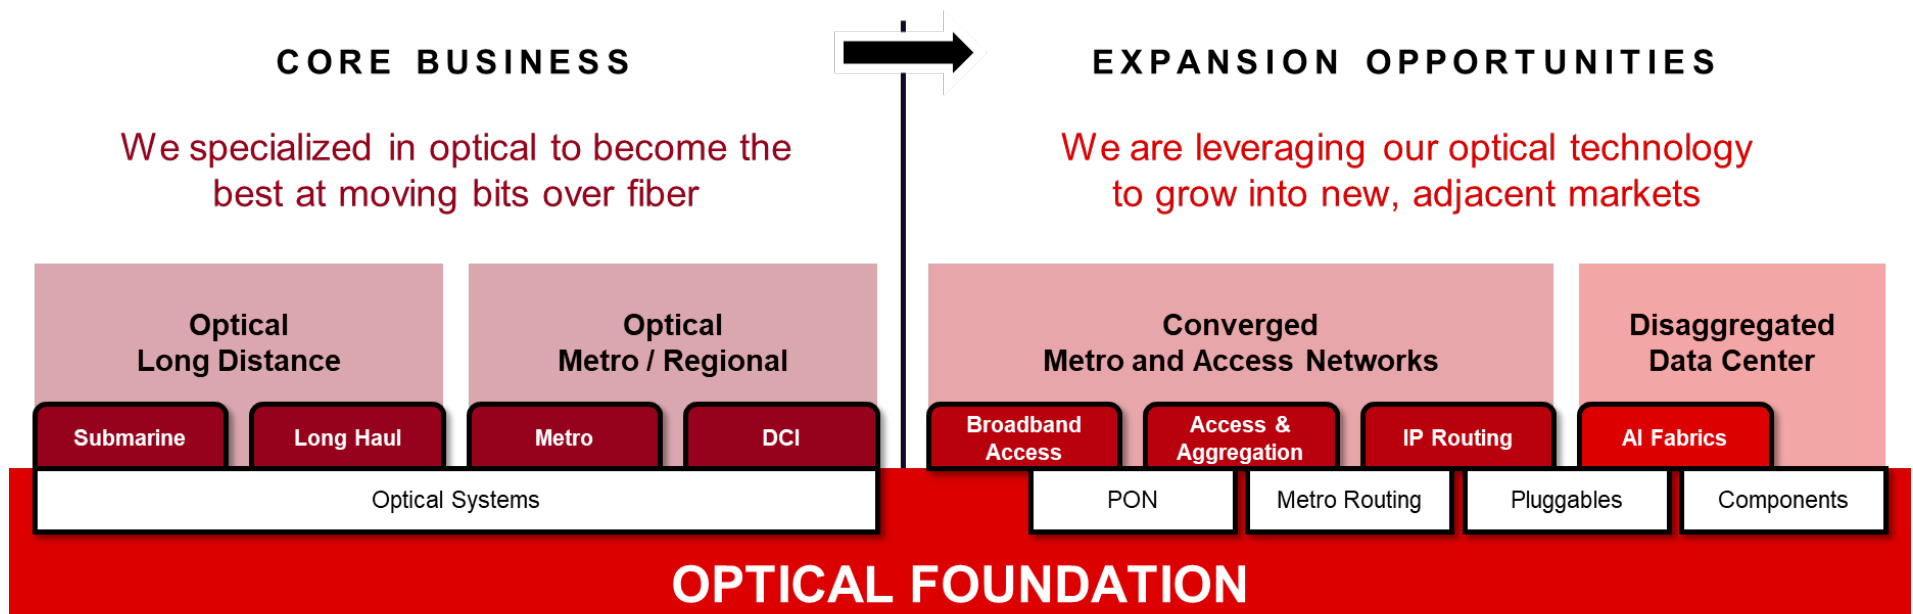 CORE BUSINESS
EXPANSION OPPORTUNITIES
We specialized in optical to become the
best at moving bits over fiber
We are leveraging our optical technology
to grow into new, adjacent markets
Optical
Long Distance
Optical
Metro / Regional
Converged
Metro and Access Networks
Disaggregated
Data Center
Submarine
Long Haul
Metro
DCI
Broadband
Access
Access &
Aggregation
IP Routing
AI Fabrics
Optical Systems
PON
Metro Routing
Pluggables
Components
OPTICAL FOUNDATION